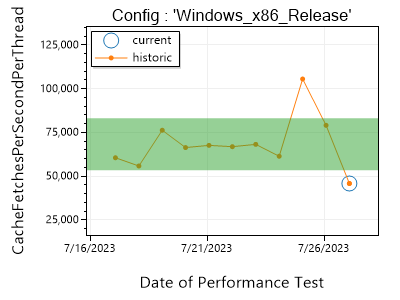 Config : 'Windows_x86_Release'
CacheFetchesPerSecondPerThread
current
historic
125,000
100,000
75,000
50,000
25,000
7/16/2023
7/21/2023
7/26/2023
Date of Performance Test